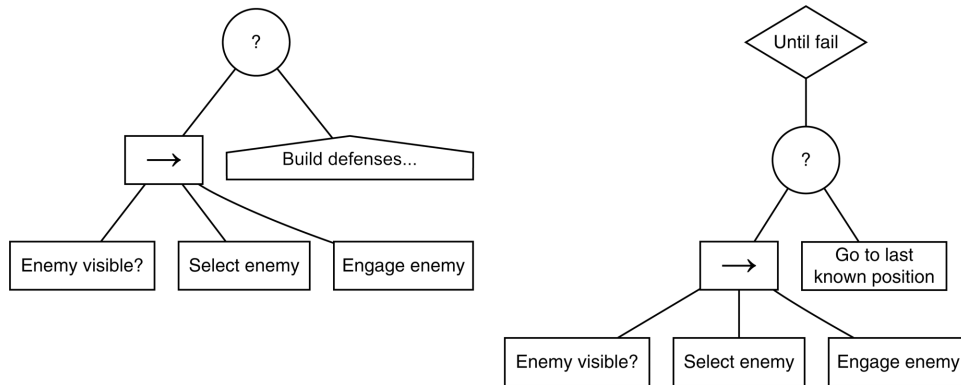 ?
→
Build defenses...
Enemy visible?
Select enemy
Engage enemy
Until fail
?
→
Go to last
known position
Enemy visible?
Select enemy
Engage enemy